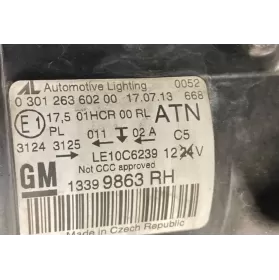 AL Automotive Lighting 0052
0 301 263 602 00 17.07.13 668
E1 17,5 01HCR 00 RL ATN
PL 011 02 A C5
3124 3125
LE10C6239 12 24V
Not CCC approved
GM 1339 9863 RH
Made in Czech Republic